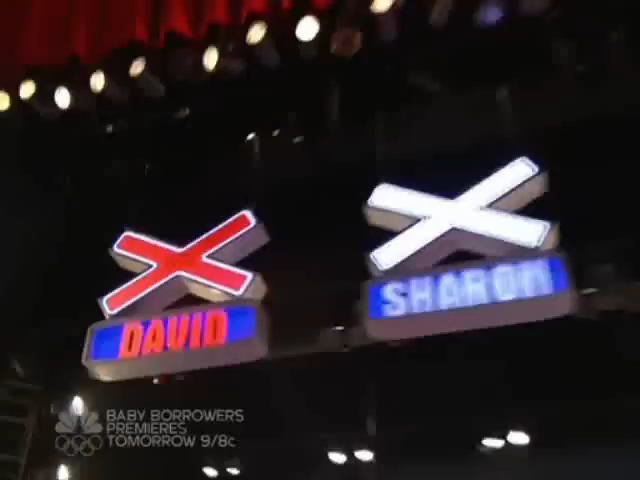 DAVID
SHARON
BABY BORROWERS
PREMIERES
TOMORROW 9/8c